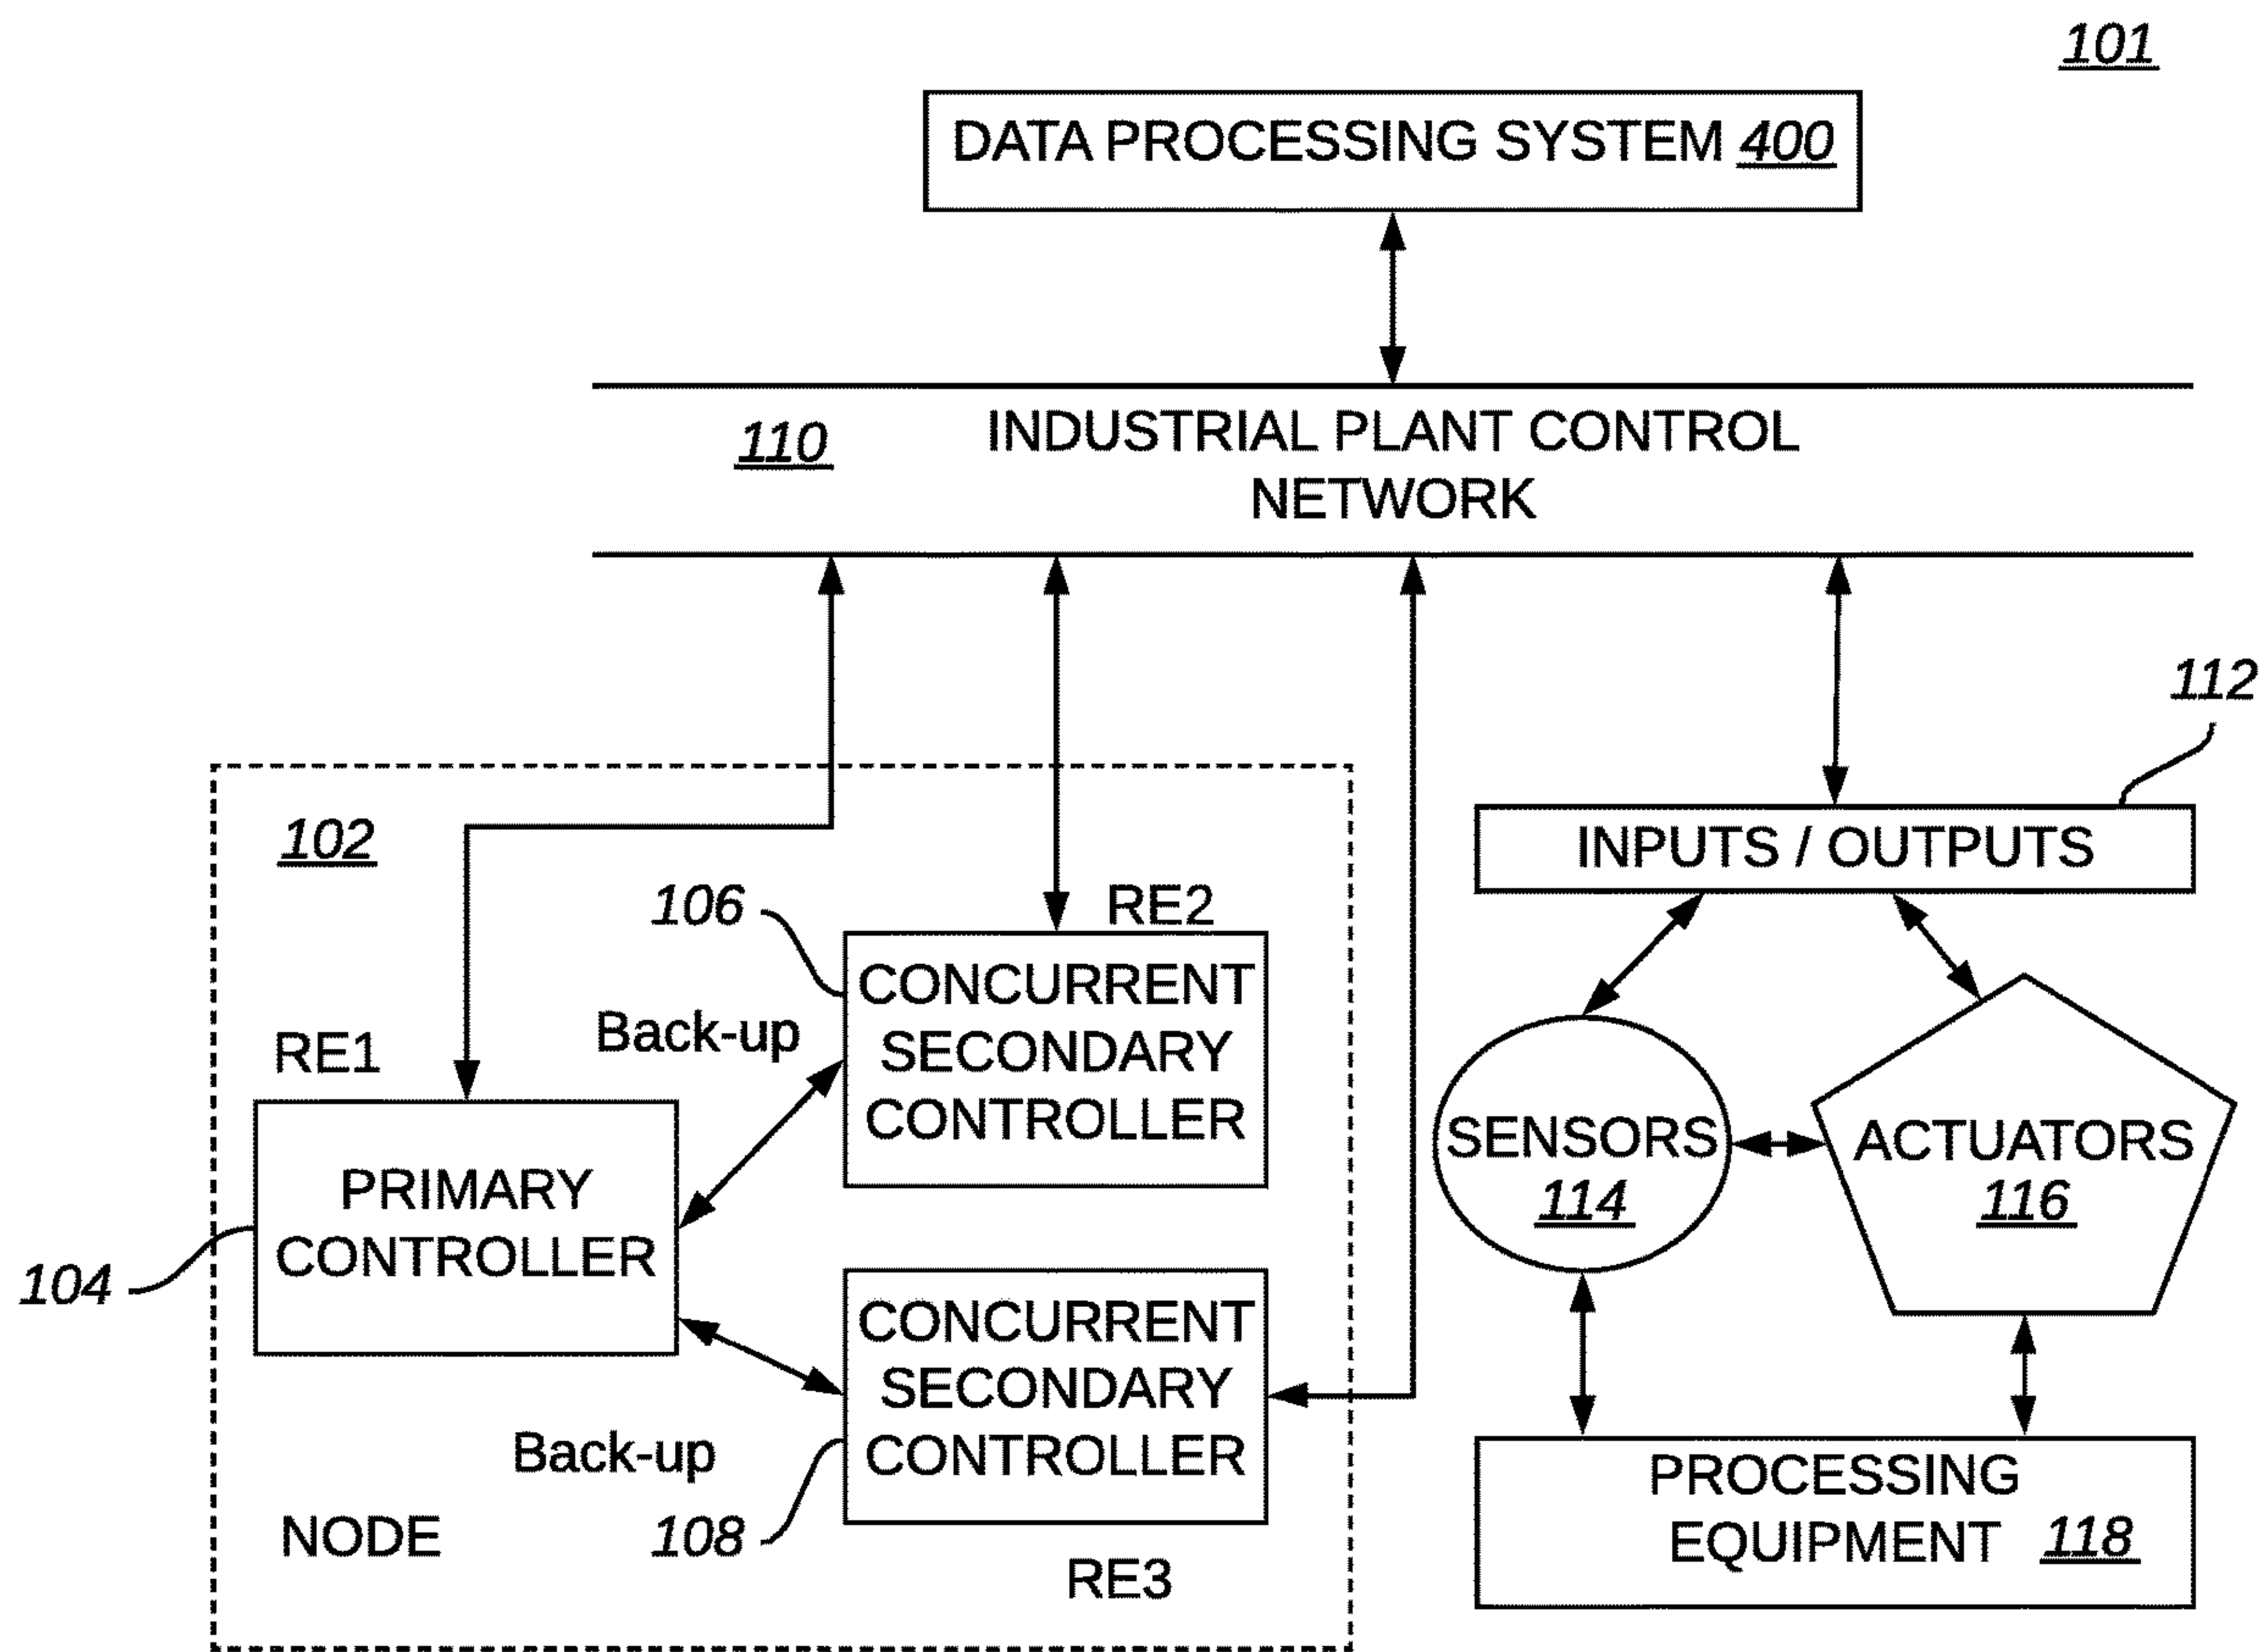 101
DATA PROCESSING SYSTEM 400
110
INDUSTRIAL PLANT CONTROL
NETWORK
112
102
INPUTS / OUTPUTS
106
RE2
CONCURRENT
SECONDARY
CONTROLLER
Back-up
RE1
PRIMARY
CONTROLLER
104
SENSORS
114
ACTUATORS
116
CONCURRENT
SECONDARY
CONTROLLER
Back-up
108
NODE
RE3
PROCESSING
EQUIPMENT 118